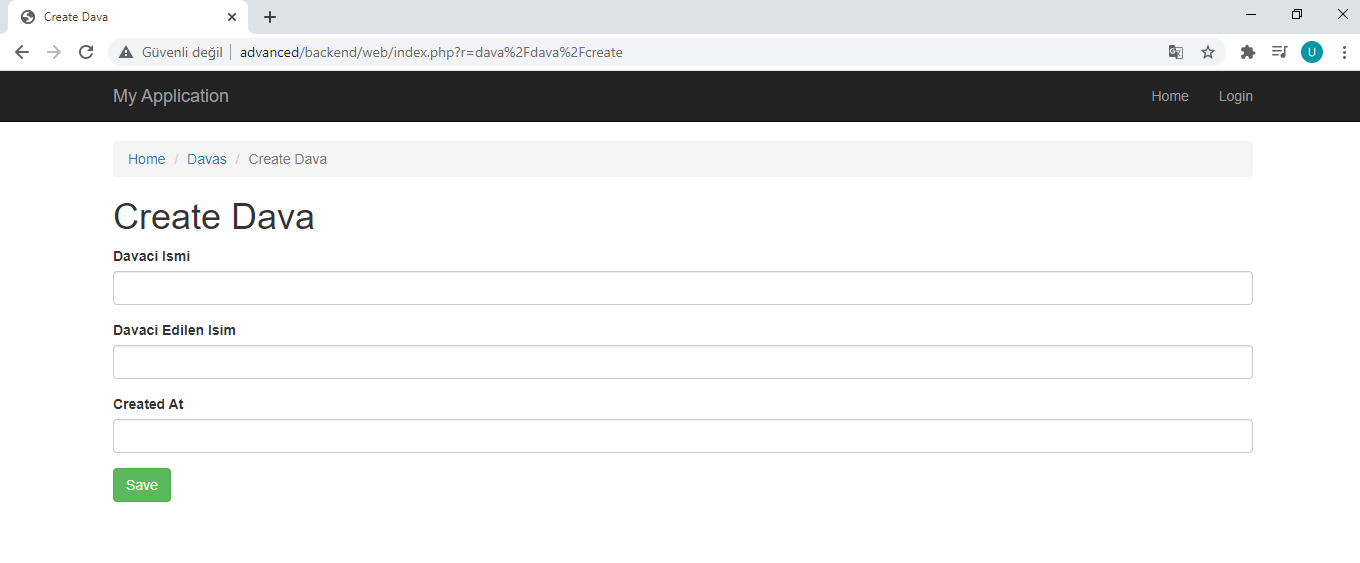 Create Dava
Güvenli değil advanced/backend/web/index.php?r=dava%2Fdava%2Fcreate U
My Application Home Login
Home / Davas / Create Dava
Create Dava
Davaci Ismi
Davaci Edilen Isim
Created At
Save